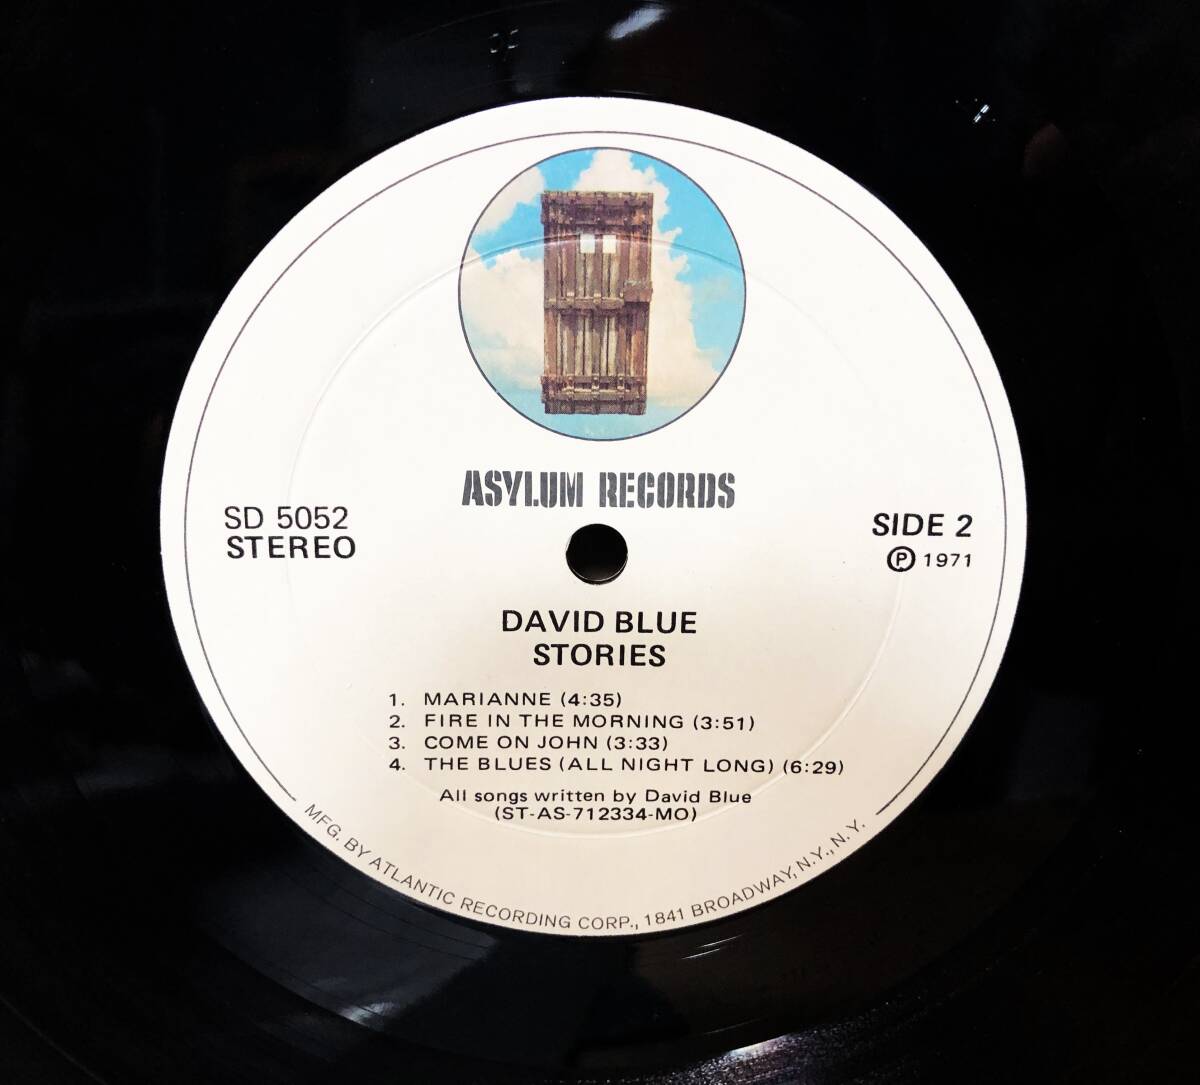 ASYLUM RECORDS
SD 5052
STEREO
SIDE 2
Ⓟ 1971
DAVID BLUE
STORIES
1. MARIANNE (4:35)
2. FIRE IN THE MORNING (3:51)
3. COME ON JOHN (3:33)
4. THE BLUES (ALL NIGHT LONG) (6:29)
All songs written by David Blue
(ST-AS-712334-MO)
MFG. BY ATLANTIC RECORDING CORP., 1841 BROADWAY, N.Y., N.Y.